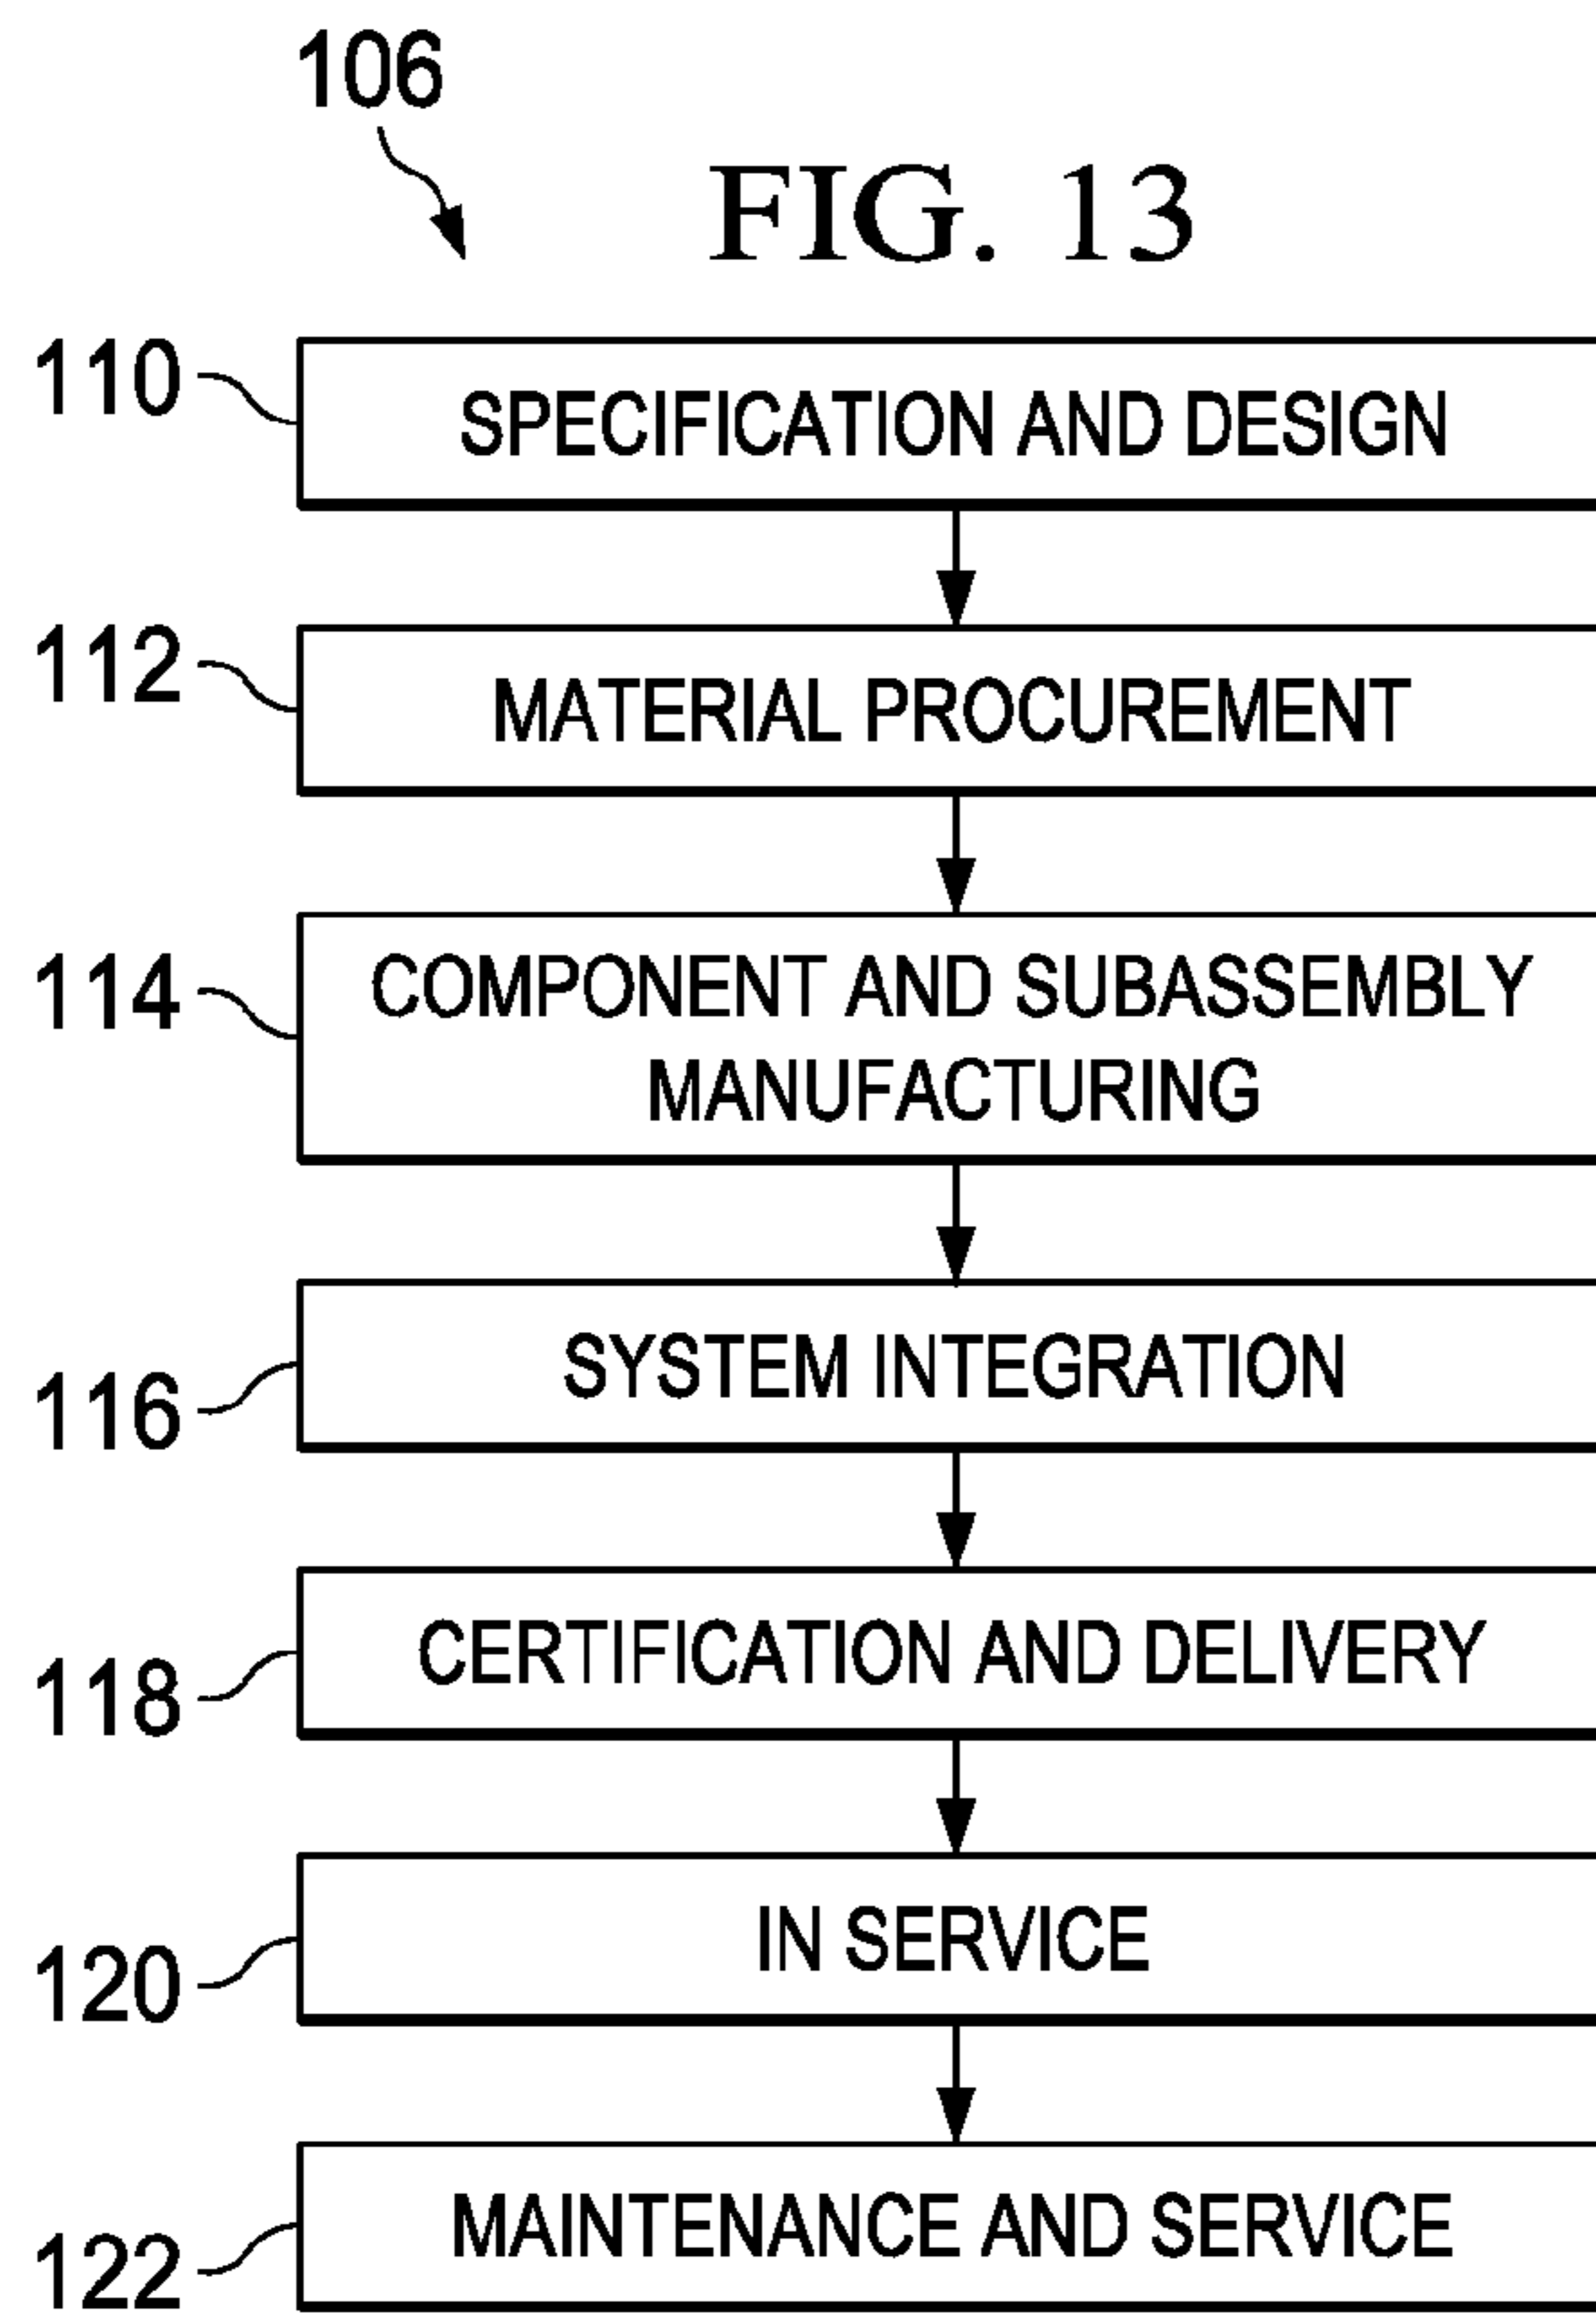 106
FIG. 13
110
SPECIFICATION AND DESIGN
112
MATERIAL PROCUREMENT
114
COMPONENT AND SUBASSEMBLY
MANUFACTURING
116
SYSTEM INTEGRATION
118
CERTIFICATION AND DELIVERY
120
IN SERVICE
122
MAINTENANCE AND SERVICE